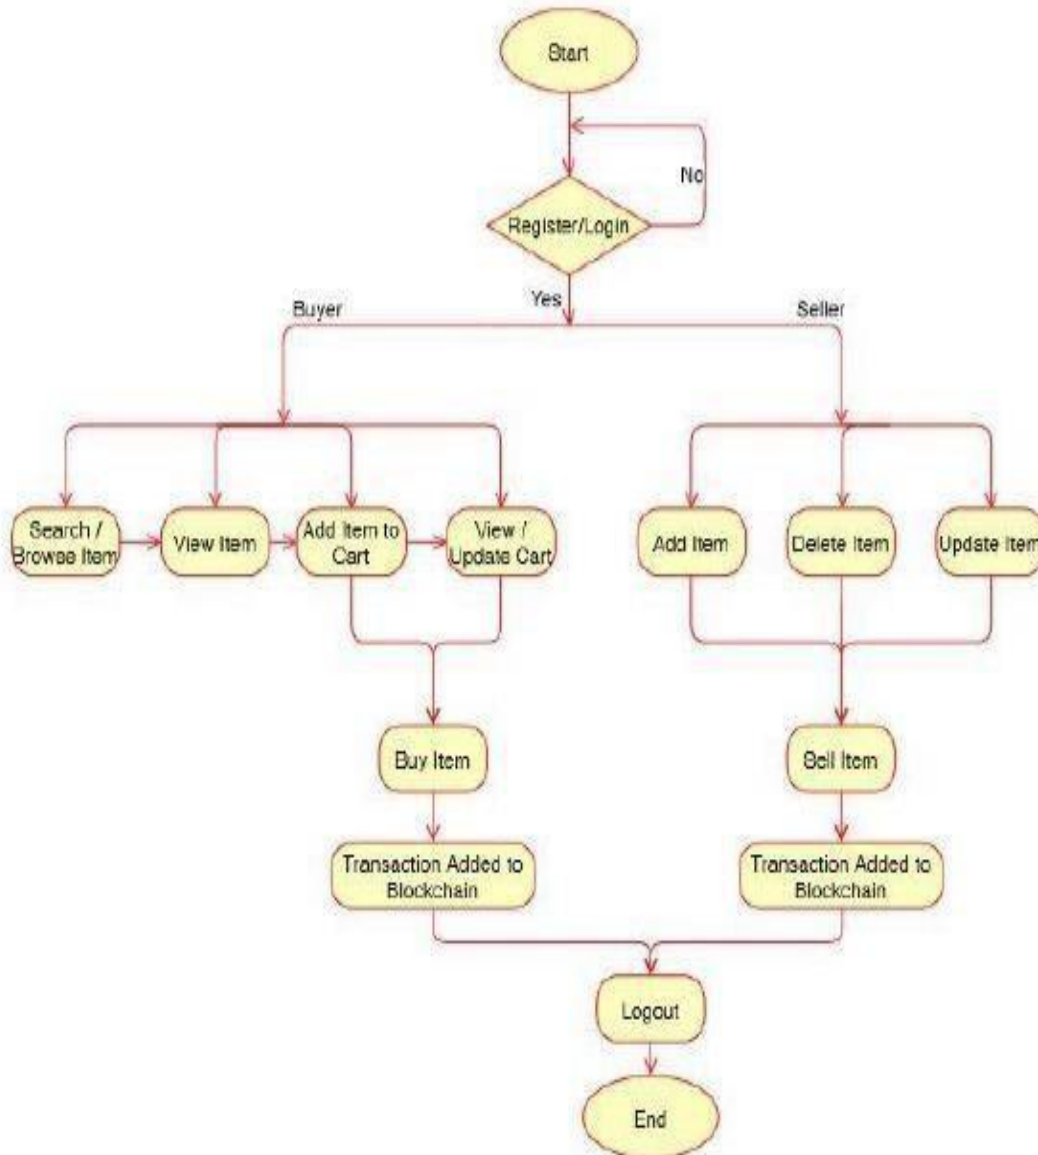 Start
No
Register/Login
Yes
Buyer
Seller
Search /
Browse Item
View Item
Add Item to
Cart
View /
Update Cart
Add Item
Delete Item
Update Item
Buy Item
Sell Item
Transaction Added to
Blockchain
Transaction Added to
Blockchain
Logout
End